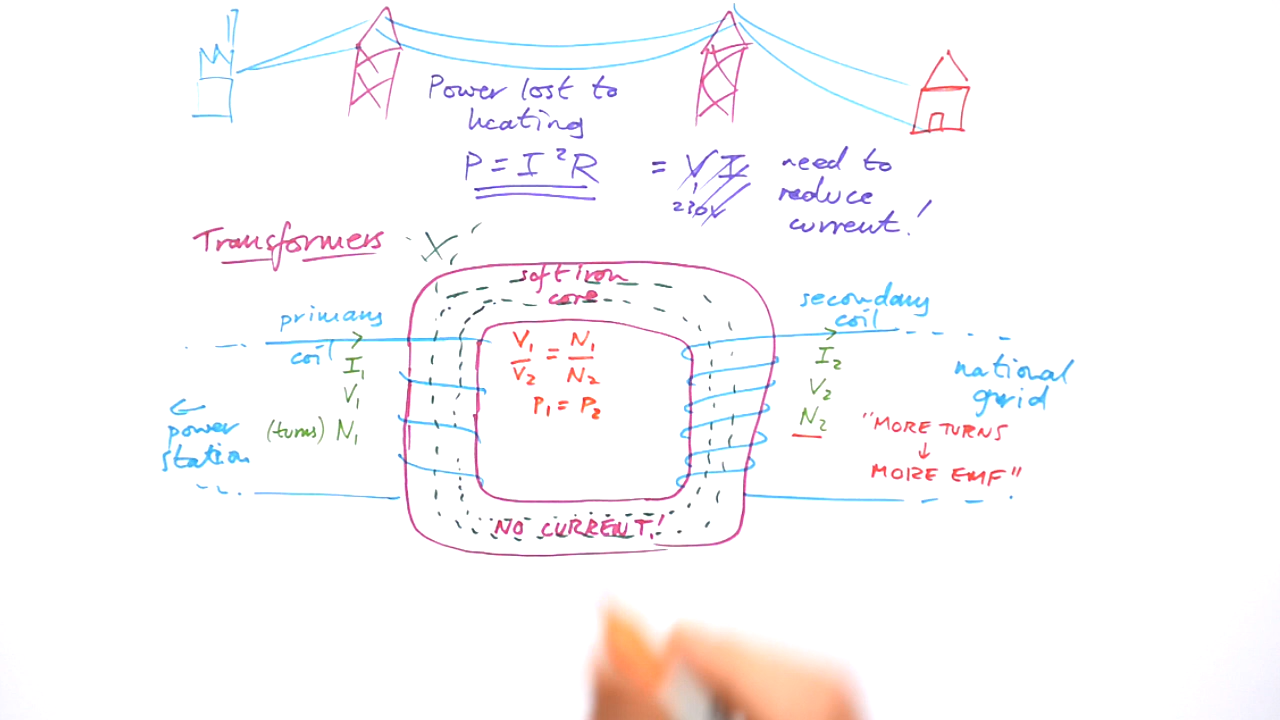 Power lost to
heating
P = I²R = VI need to
230V reduce
current!
Transformers
soft iron
core
primary
coil
I₁
V₁
(turns) N₁
← power
station
V₁/V₂ = N₁/N₂
P₁ = P₂
NO CURRENT!
secondary
coil
I₂
V₂
N₂
national
grid
"MORE TURNS
↓
MORE EMF"